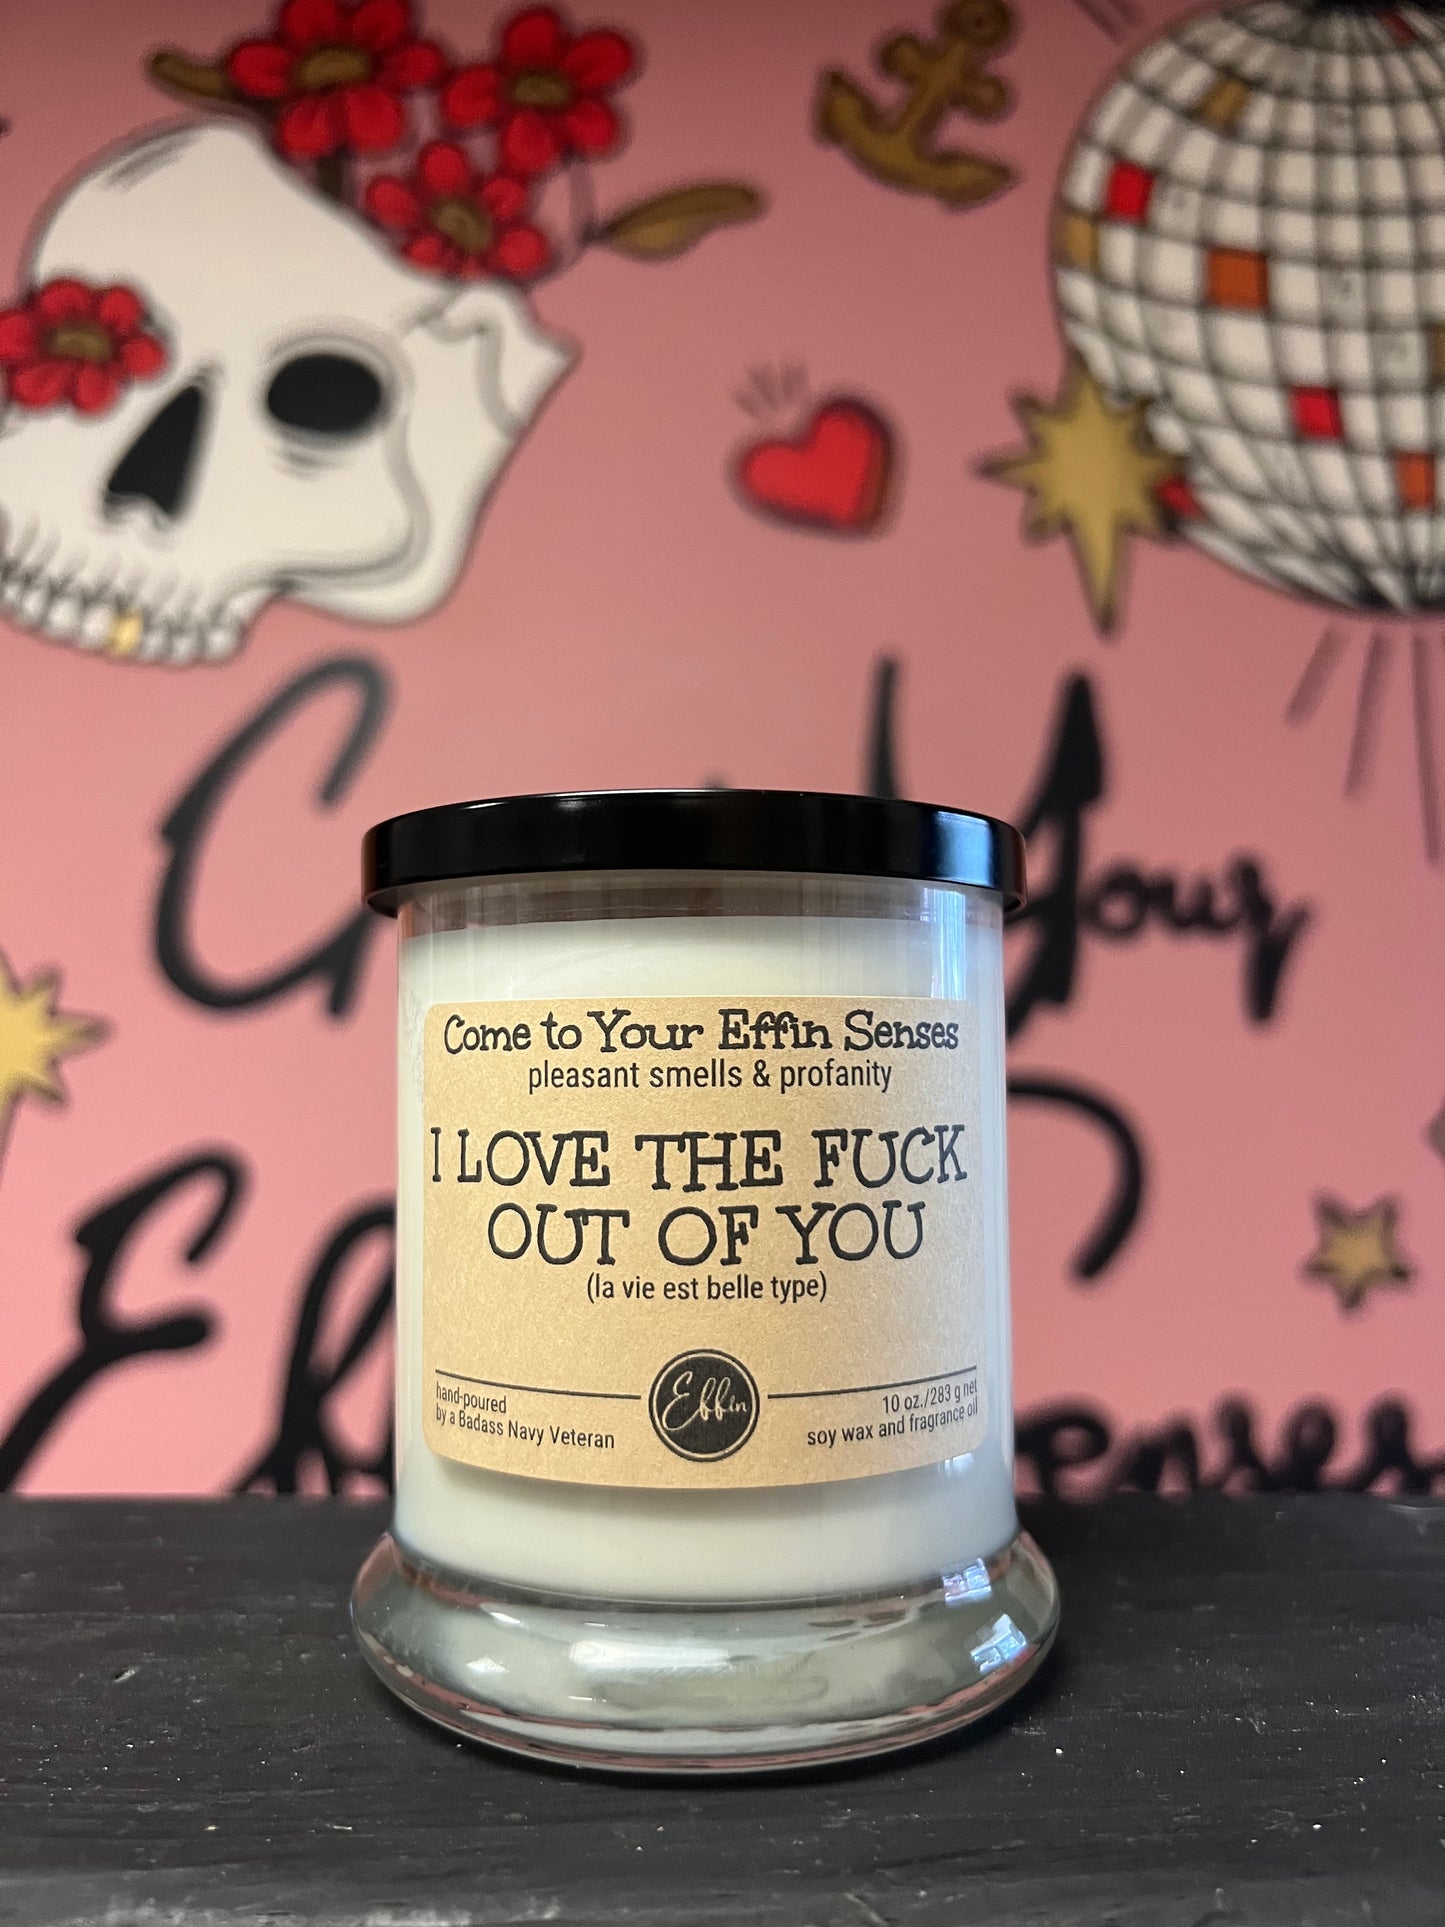 Your
Come to Your Effin Senses
pleasant smells & profanity
I LOVE THE FUCK
OUT OF YOU
(la vie est belle type)
hand-poured
by a Badass Navy Veteran
Effin
10 oz./283 g net
soy wax and fragrance oil